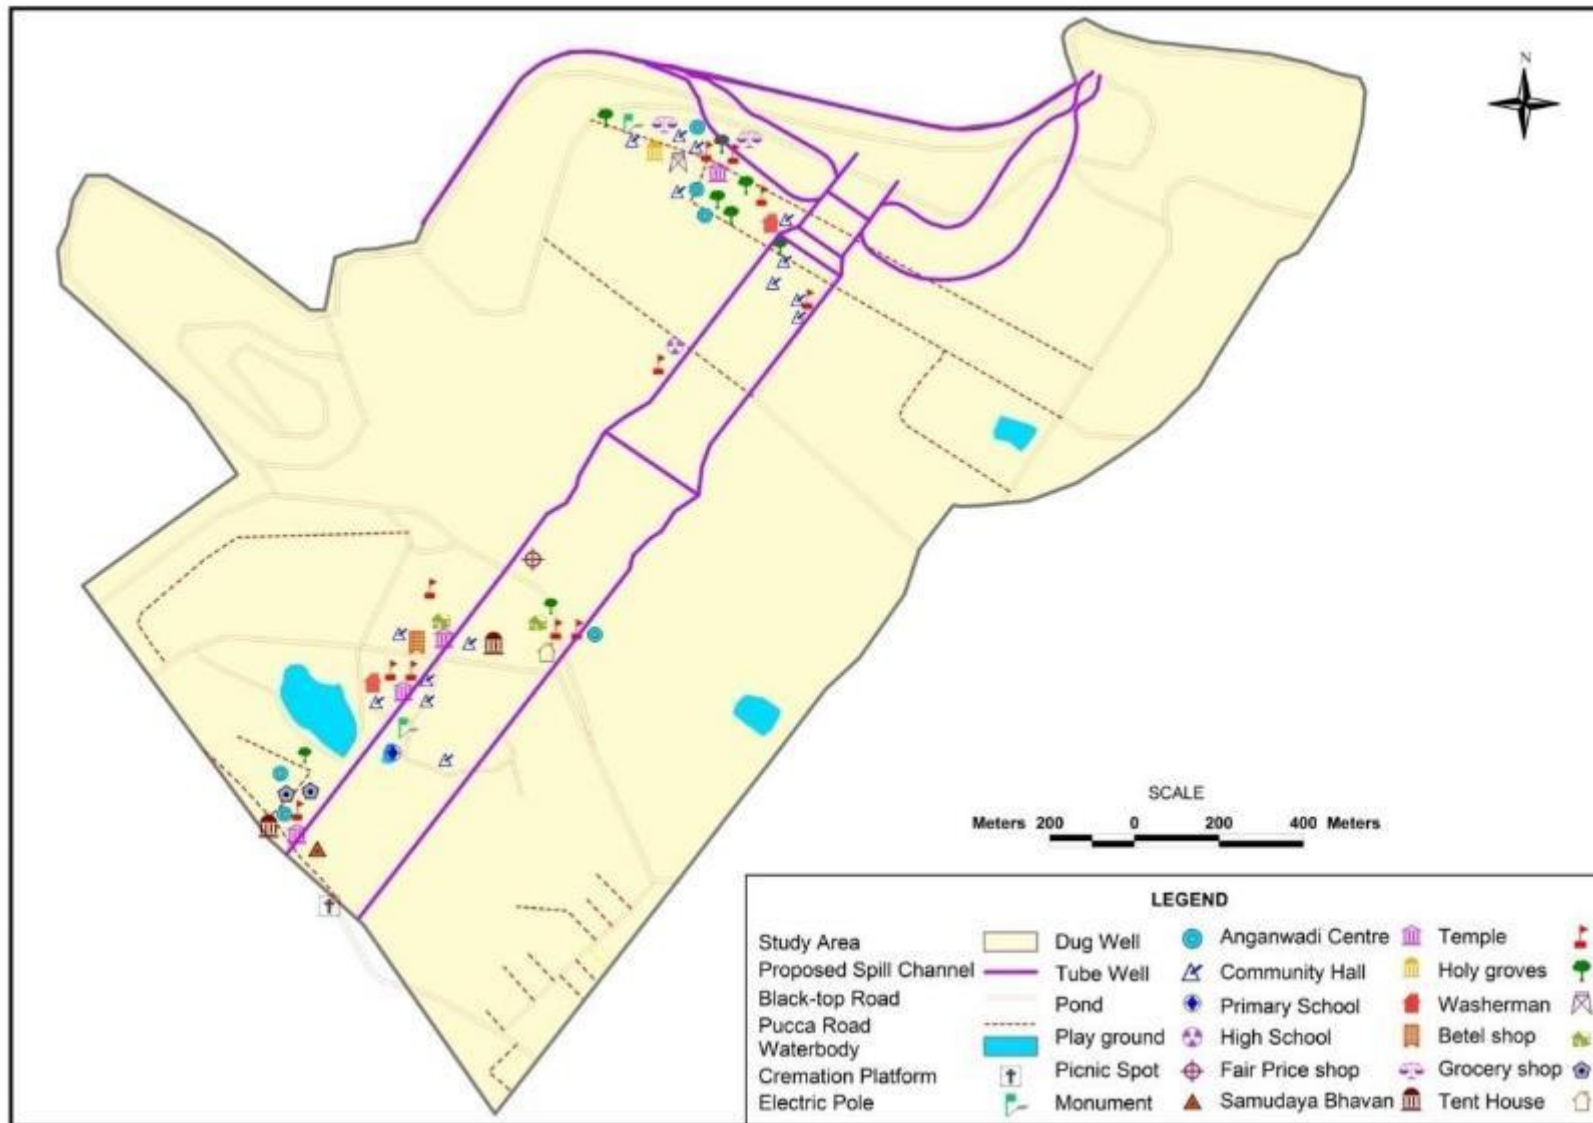 N
SCALE
Meters 200 0 200 400 Meters
LEGEND
Study Area
Proposed Spill Channel
Black-top Road
Pucca Road
Waterbody
Cremation Platform
Electric Pole
Dug Well
Tube Well
Pond
Play ground
Picnic Spot
Monument
Anganwadi Centre
Community Hall
Primary School
High School
Fair Price shop
Samudaya Bhavan
Temple
Holy groves
Washerman
Betel shop
Grocery shop
Tent House